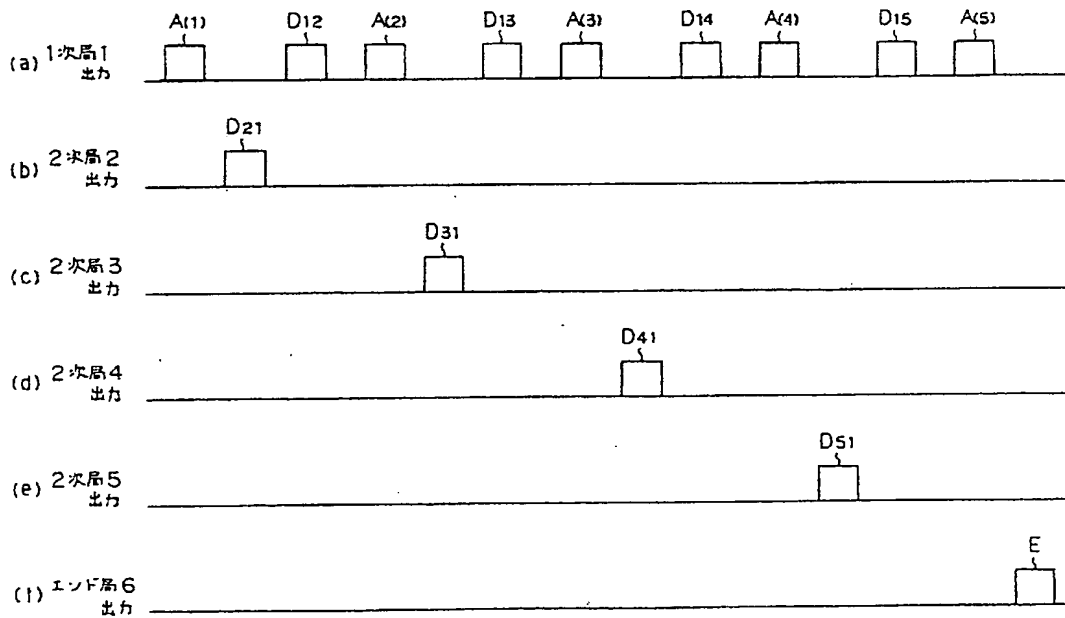 A(1) D12 A(2) D13 A(3) D14 A(4) D15 A(5)
(a) 1次局1
出力
D21
(b) 2次局2
出力
D31
(c) 2次局3
出力
D41
(d) 2次局4
出力
D51
(e) 2次局5
出力
E
(f) エンド局6
出力